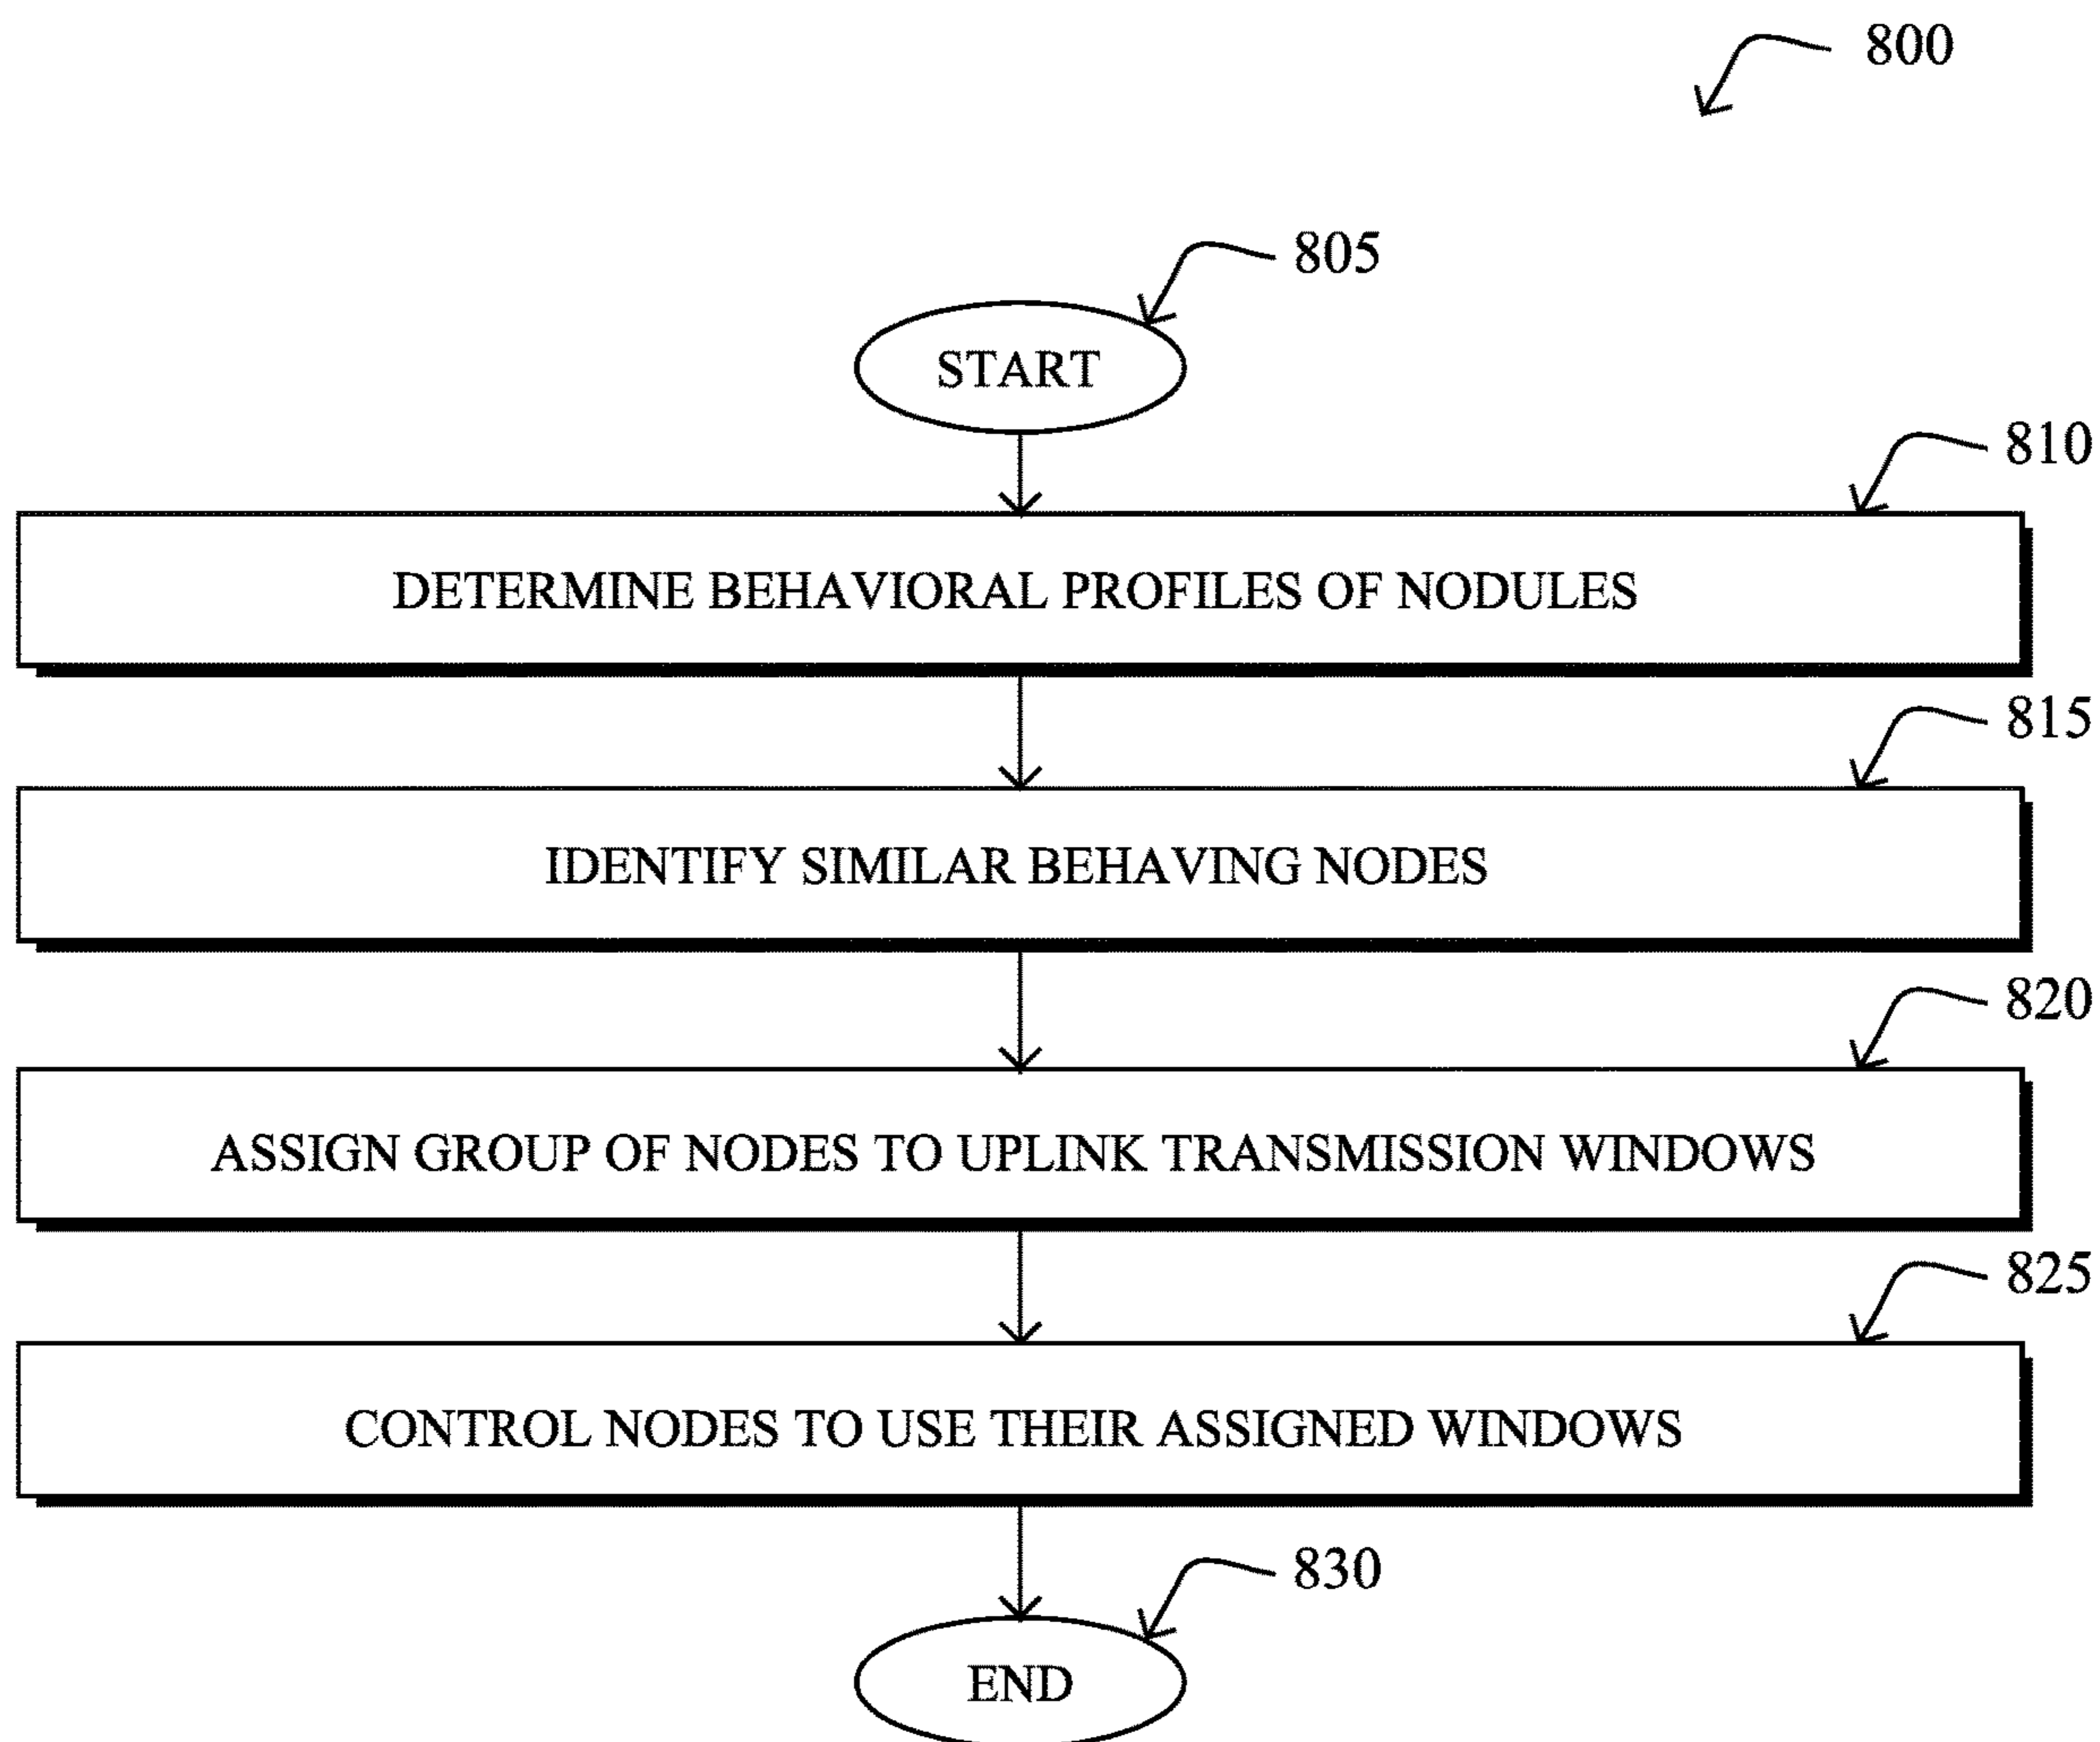 800
805
START
810
DETERMINE BEHAVIORAL PROFILES OF NODULES
815
IDENTIFY SIMILAR BEHAVING NODES
820
ASSIGN GROUP OF NODES TO UPLINK TRANSMISSION WINDOWS
825
CONTROL NODES TO USE THEIR ASSIGNED WINDOWS
830
END